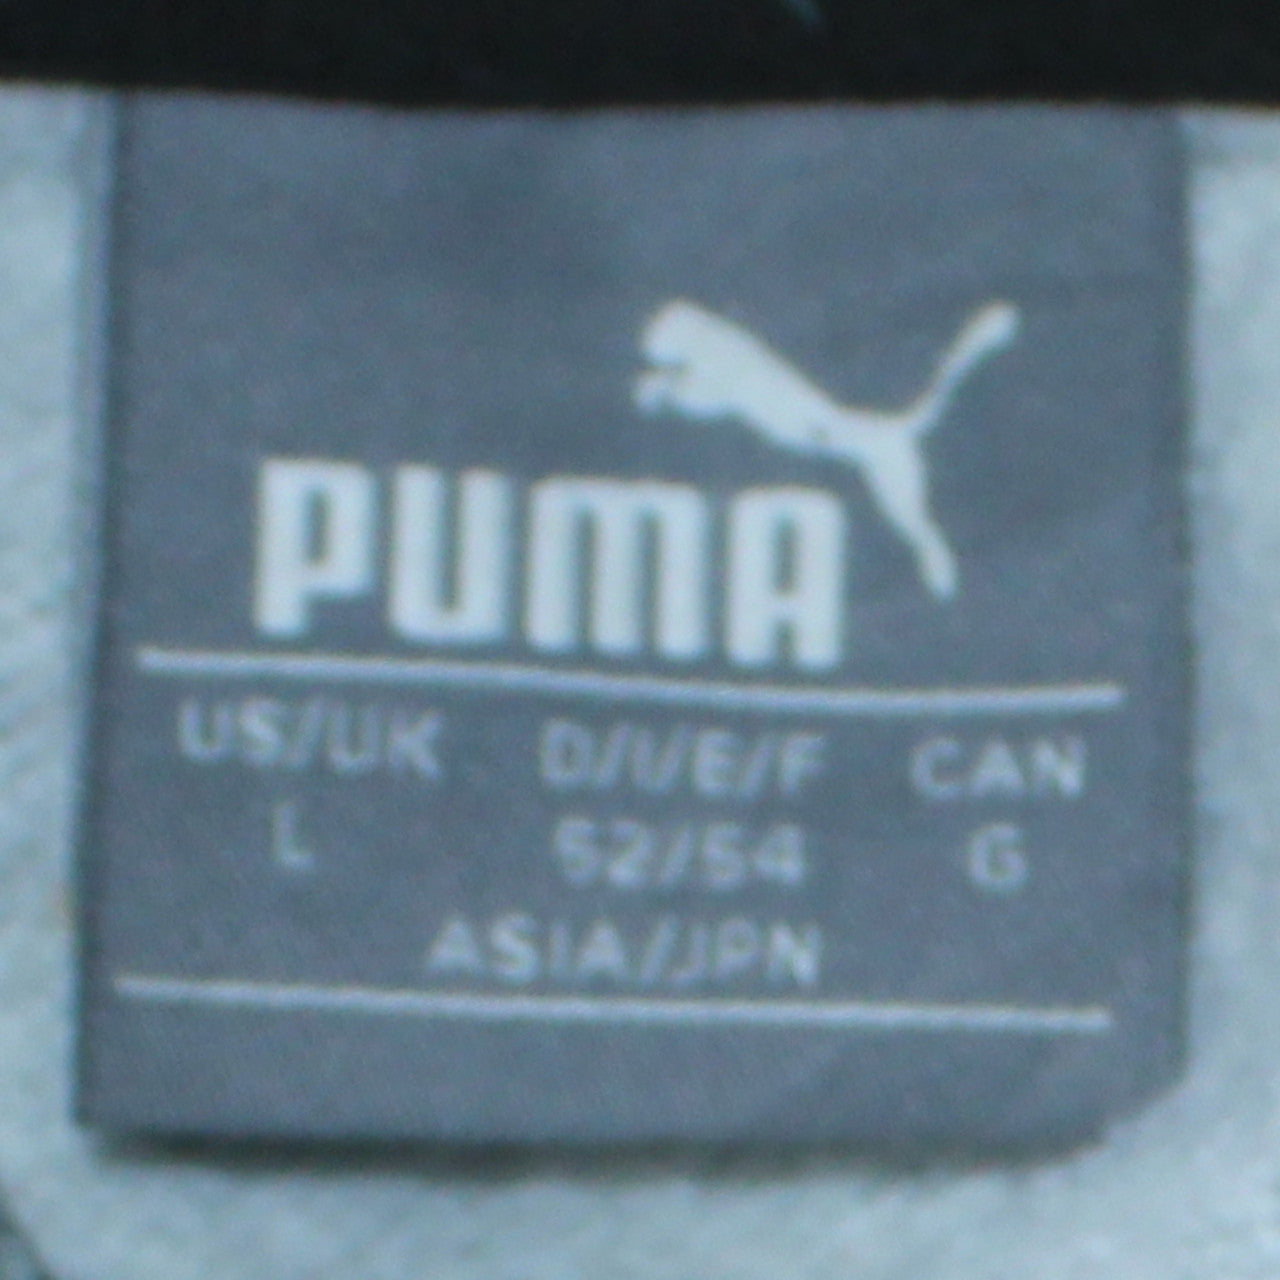 PUMA
US/UK D/I/E/F CAN
L 52/54 G
ASIA/JPN